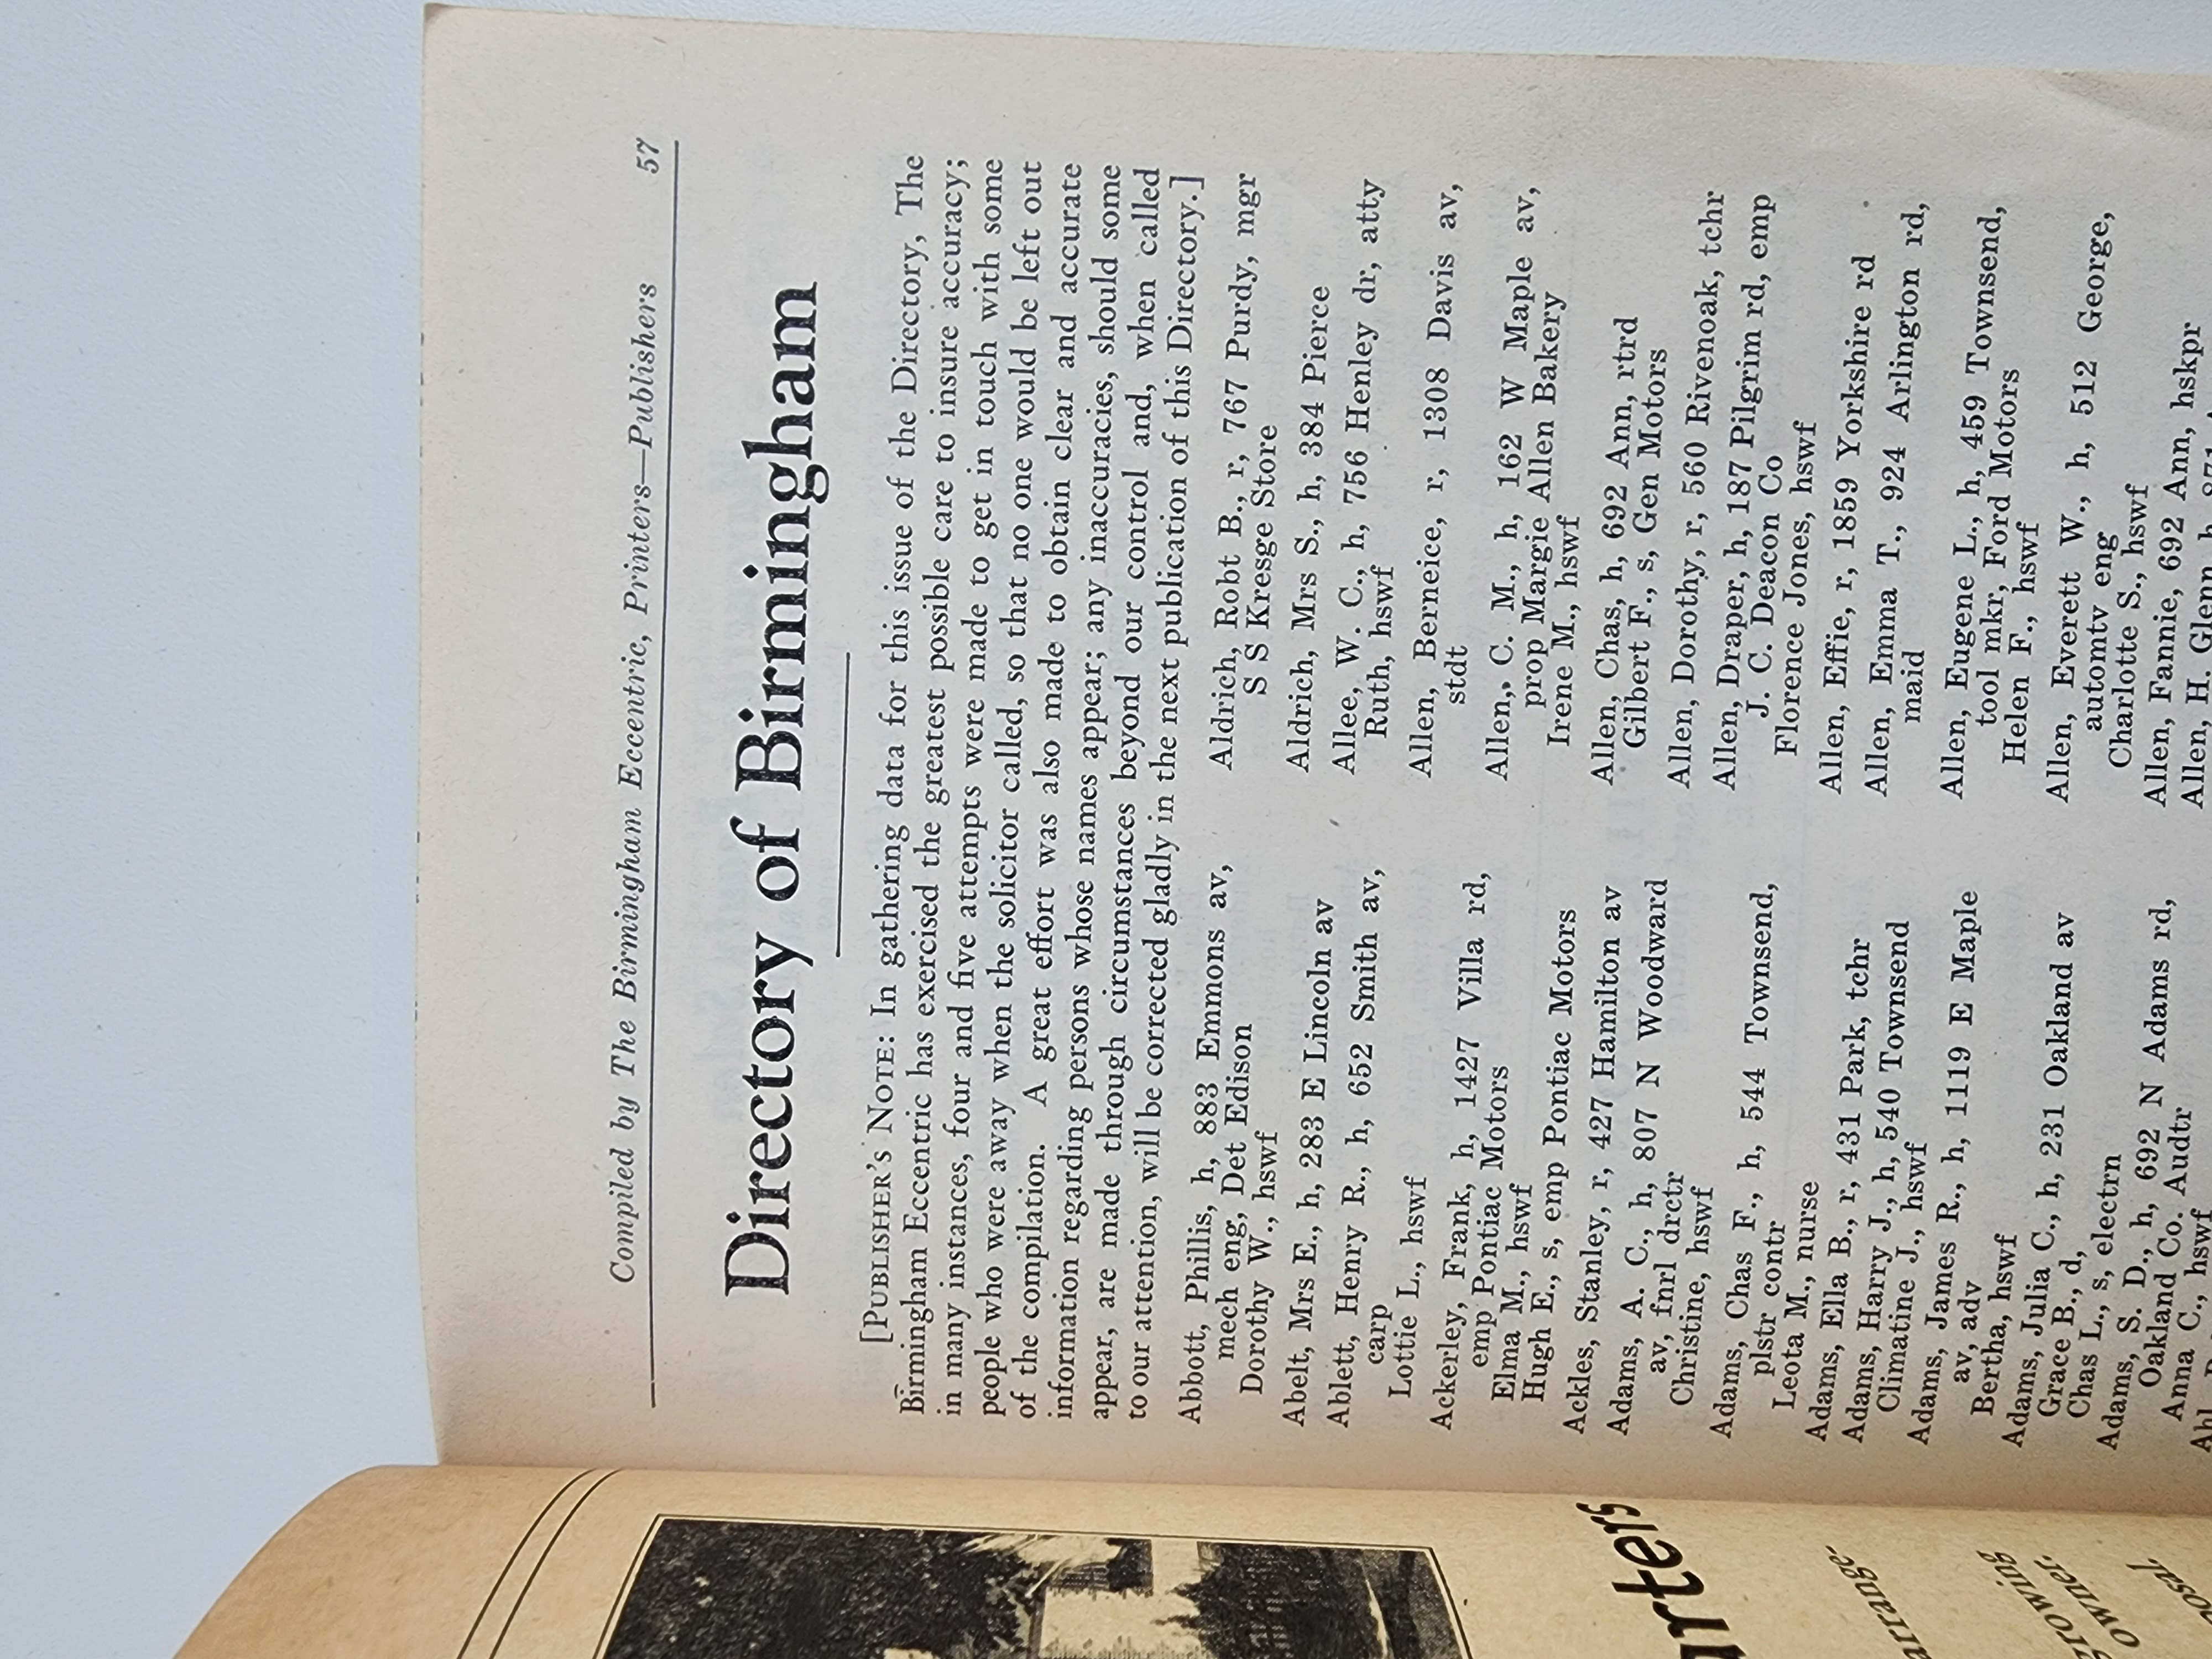 Compiled by The Birmingham Eccentric, Printers—Publishers 57
Directory of Birmingham
[PUBLISHER'S NOTE: In gathering data for this issue of the Directory, The
Birmingham Eccentric has exercised the greatest possible care to insure accuracy;
in many instances, four and five attempts were made to get in touch with some
people who were away when the solicitor called, so that no one would be left out
of the compilation. A great effort was also made to obtain clear and accurate
information regarding persons whose names appear; any inaccuracies, should some
appear, are made through circumstances beyond our control and, when called
to our attention, will be corrected gladly in the next publication of this Directory.]
Abbott, Phillis, h, 883 Emmons av,
mech eng, Det Edison
Dorothy W., hswf
Abelt, Mrs E., h, 283 E Lincoln av
Ablett, Henry R., h, 652 Smith av,
carp
Lottie L., hswf
Ackerley, Frank, h, 1427 Villa rd,
emp Pontiac Motors
Elma M., hswf
Hugh E., s, emp Pontiac Motors
Ackles, Stanley, r, 427 Hamilton av
Adams, A. C., h, 807 N Woodward
av, fnrl drctr
Christine, hswf
Adams, Chas F., h, 544 Townsend,
plstr contr
Leota M., nurse
Adams, Ella B., r, 431 Park, tchr
Adams, Harry J., h, 540 Townsend
Climatine J., hswf
Adams, James R., h, 1119 E Maple
av, adv
Bertha, hswf
Adams, Julia C., h, 231 Oakland av
Grace B., d,
Chas L., s, electrn
Adams, S. D., h, 692 N Adams rd,
Oakland Co. Audtr
Anna C., hswf
Aldrich, Robt B., r, 767 Purdy, mgr
S S Kresge Store
Aldrich, Mrs S., h, 384 Pierce
Allee, W. C., h, 756 Henley dr, atty
Ruth, hswf
Allen, Berneice, r, 1308 Davis av,
stdt
Allen,, C. M., h, 162 W Maple av,
prop Margie Allen Bakery
Irene M., hswf
Allen, Chas, h, 692 Ann, rtrd
Gilbert F., s, Gen Motors
Allen, Dorothy, r, 560 Rivenoak, tchr
Allen, Draper, h, 187 Pilgrim rd, emp
J. C. Deacon Co
Florence Jones, hswf
Allen, Effie, r, 1859 Yorkshire rd
Allen, Emma T., 924 Arlington rd,
maid
Allen, Eugene L., h, 459 Townsend,
tool mkr, Ford Motors
Helen F., hswf
Allen, Everett W., h, 512 George,
automtv eng
Charlotte S., hswf
Allen, Fannie, 692 Ann, hskpr
Allen, H. Glenn, h
arters
arrange-
growing
owner.